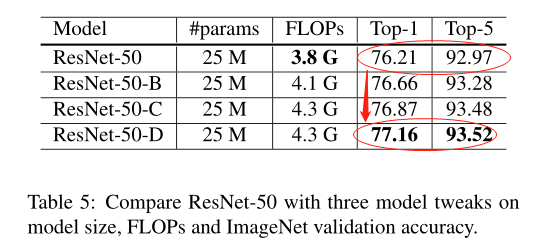 Model #params FLOPs Top-1 Top-5
ResNet-50 25 M 3.8 G 76.21 92.97
ResNet-50-B 25 M 4.1 G 76.66 93.28
ResNet-50-C 25 M 4.3 G 76.87 93.48
ResNet-50-D 25 M 4.3 G 77.16 93.52
Table 5: Compare ResNet-50 with three model tweaks on
model size, FLOPs and ImageNet validation accuracy.